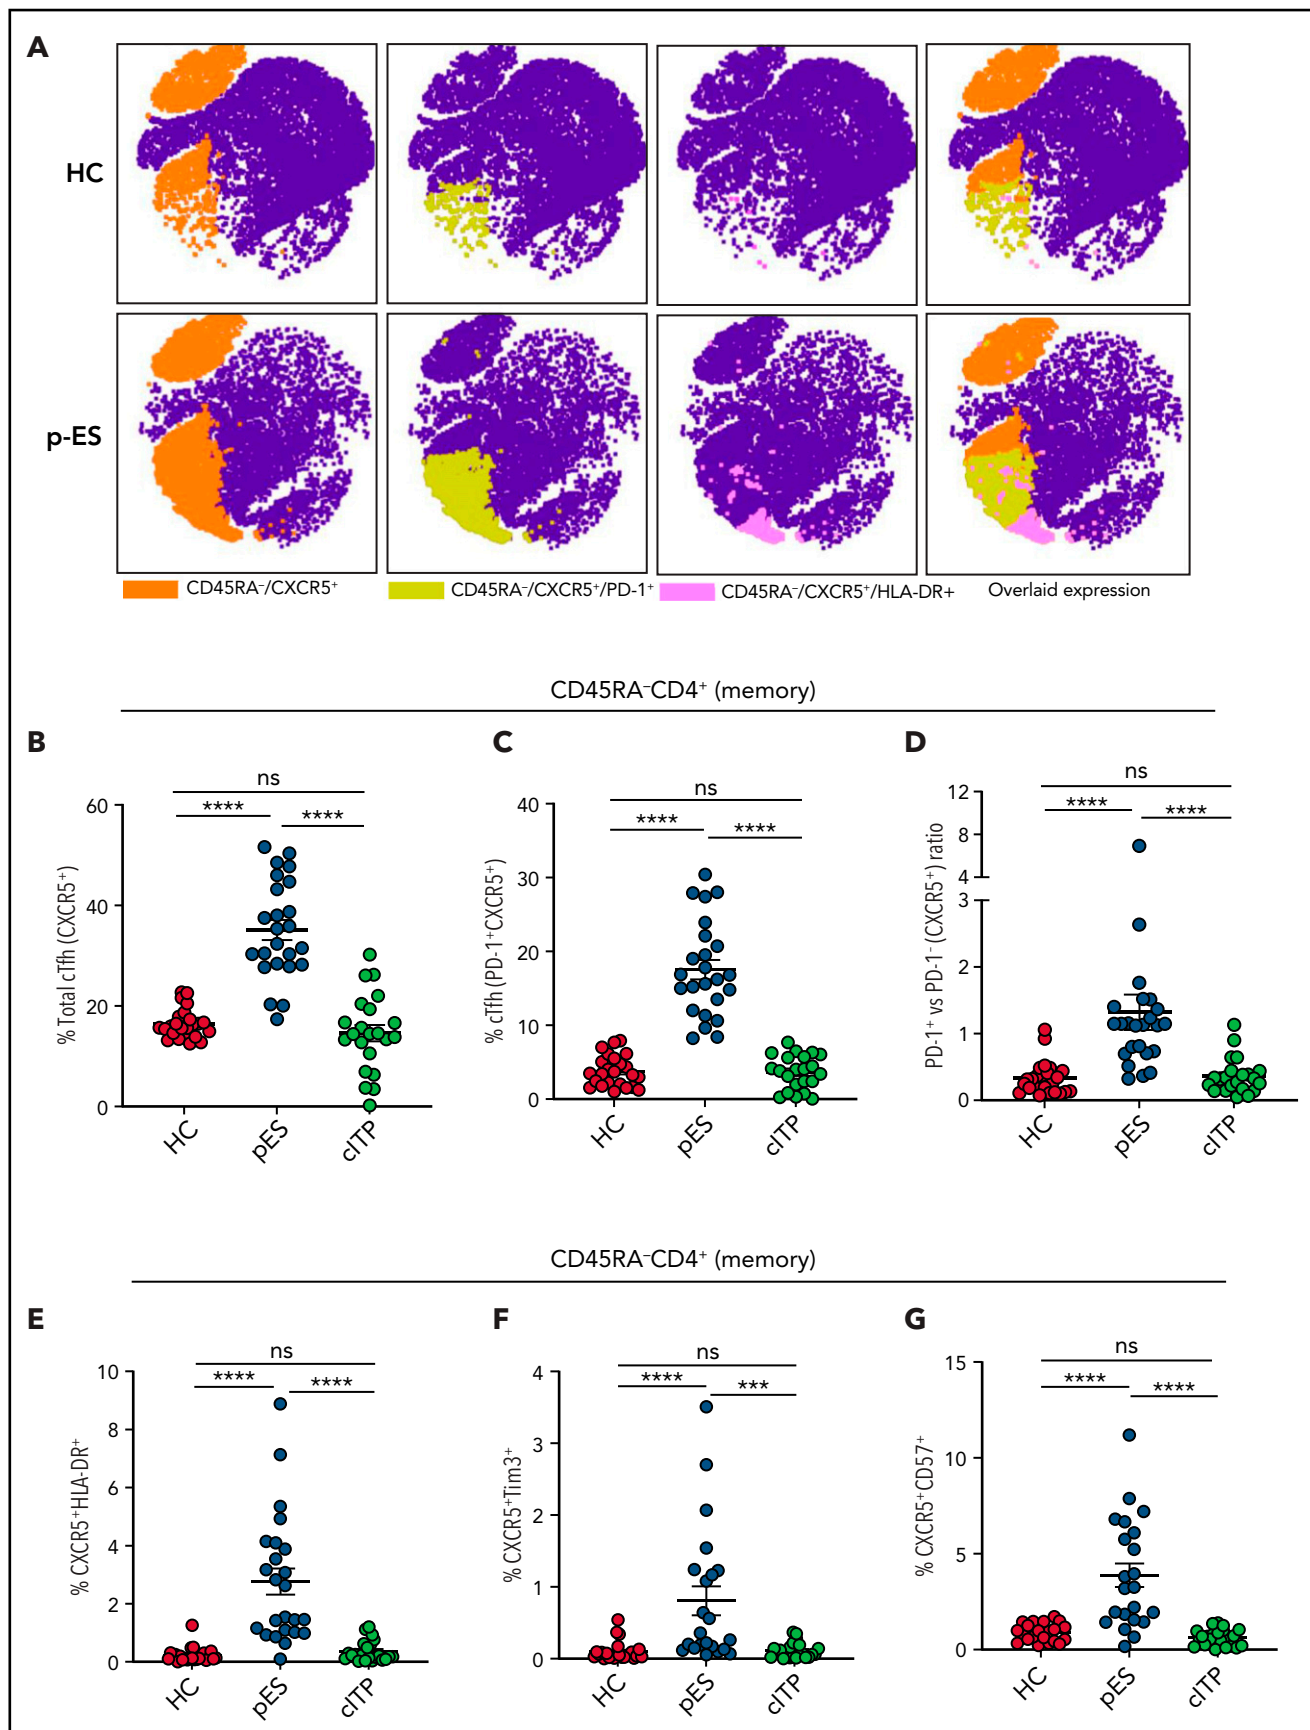 A
HC
p-ES
CD45RA⁻/CXCR5⁺
CD45RA⁻/CXCR5⁺/PD-1⁺
CD45RA⁻/CXCR5⁺/HLA-DR+
Overlaid expression
CD45RA⁻CD4⁺ (memory)
B
% Total cTfh (CXCR5⁺)
60
40
20
0
ns
****
****
HC
pES
cITP
C
% cTfh (PD-1⁺CXCR5⁺)
40
30
20
10
0
ns
****
****
HC
pES
cITP
D
PD-1⁺ vs PD-1⁻ (CXCR5⁺) ratio
12
8
4
3
2
1
0
ns
****
****
HC
pES
cITP
CD45RA⁻CD4⁺ (memory)
E
% CXCR5⁺HLA-DR⁺
10
8
6
4
2
0
ns
****
****
HC
pES
cITP
F
% CXCR5⁺Tim3⁺
4
3
2
1
0
ns
****
***
HC
pES
cITP
G
% CXCR5⁺CD57⁺
15
10
5
0
ns
****
****
HC
pES
cITP